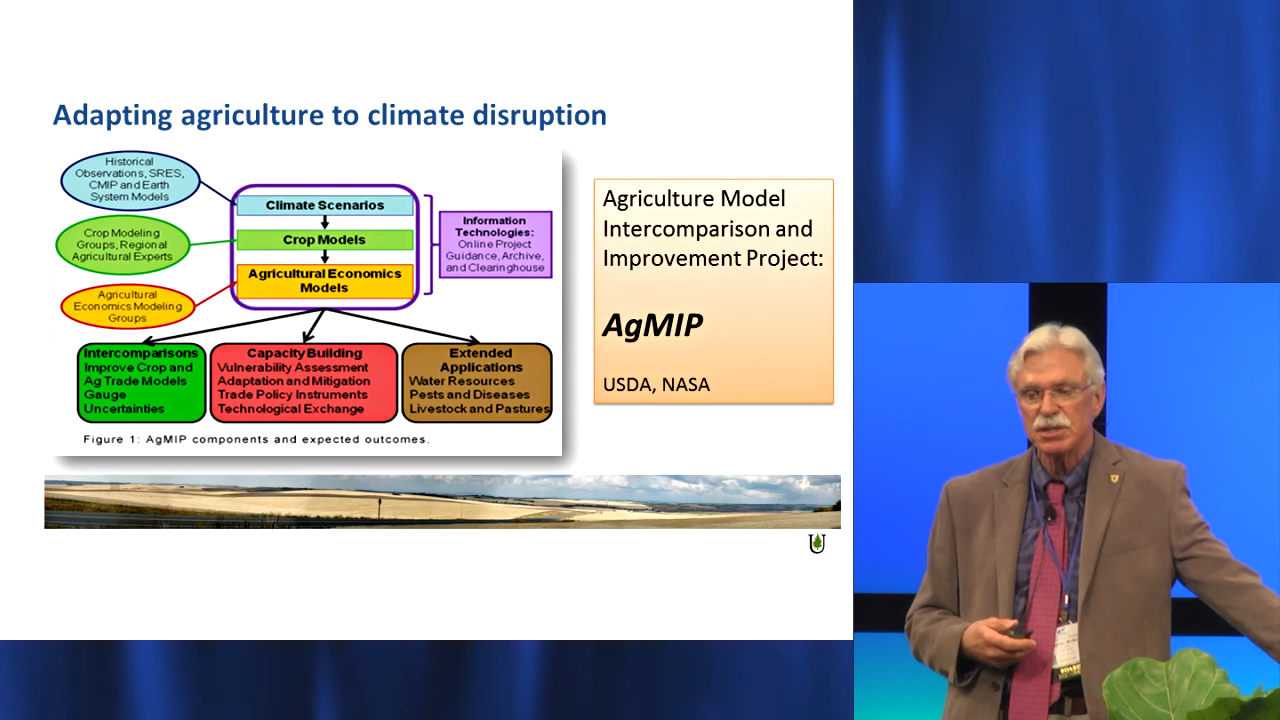 Adapting agriculture to climate disruption
Historical
Observations, SRES,
CMIP and Earth
System Models
Crop Modeling
Groups, Regional
Agricultural Experts
Agricultural
Economics Modeling
Groups
Climate Scenarios
Crop Models
Agricultural Economics
Models
Information
Technologies:
Online Project
Guidance, Archive,
and Clearinghouse
Intercomparisons
Improve Crop and
Ag Trade Models
Gauge
Uncertainties
Capacity Building
Vulnerability Assessment
Adaptation and Mitigation
Trade Policy Instruments
Technological Exchange
Extended
Applications
Water Resources
Pests and Diseases
Livestock and Pastures
Figure 1: AgMIP components and expected outcomes.
Agriculture Model
Intercomparison and
Improvement Project:
AgMIP
USDA, NASA
U